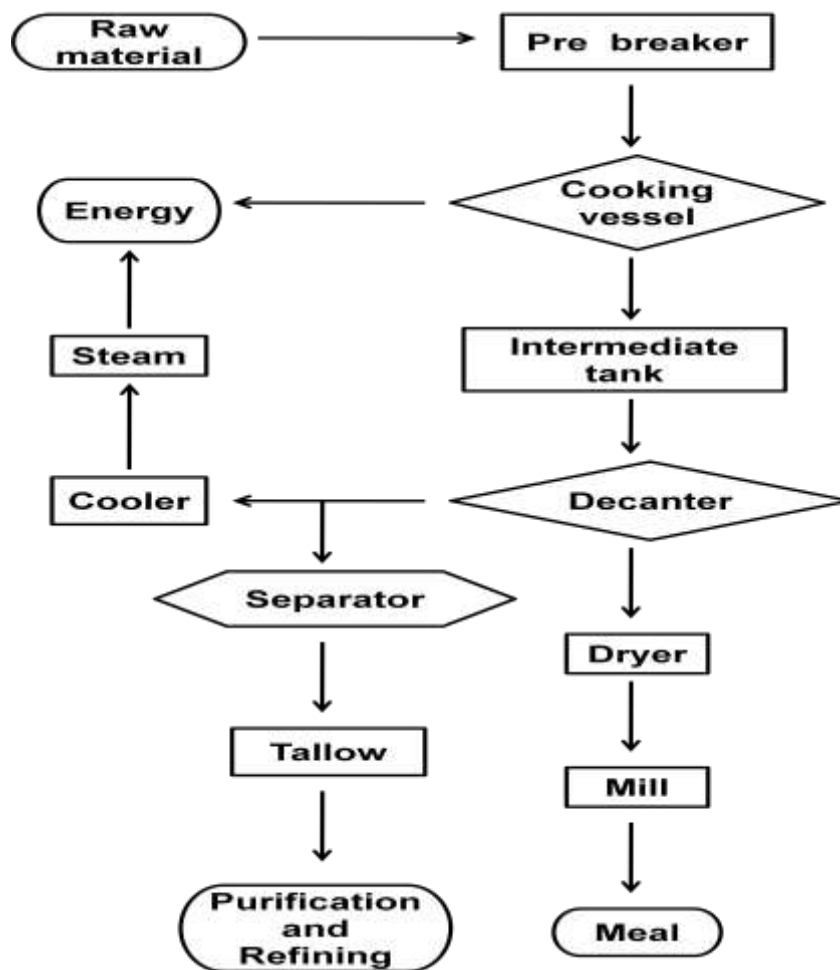 Raw
material
Pre breaker
Cooking
vessel
Energy
Steam
Intermediate
tank
Cooler
Decanter
Separator
Dryer
Tallow
Mill
Purification
and
Refining
Meal